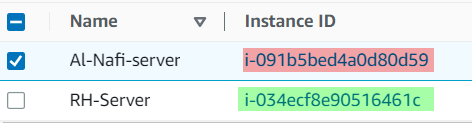 Name Instance ID
Al-Nafi-server i-091b5bed4a0d80d59
RH-Server i-034ecf8e90516461c